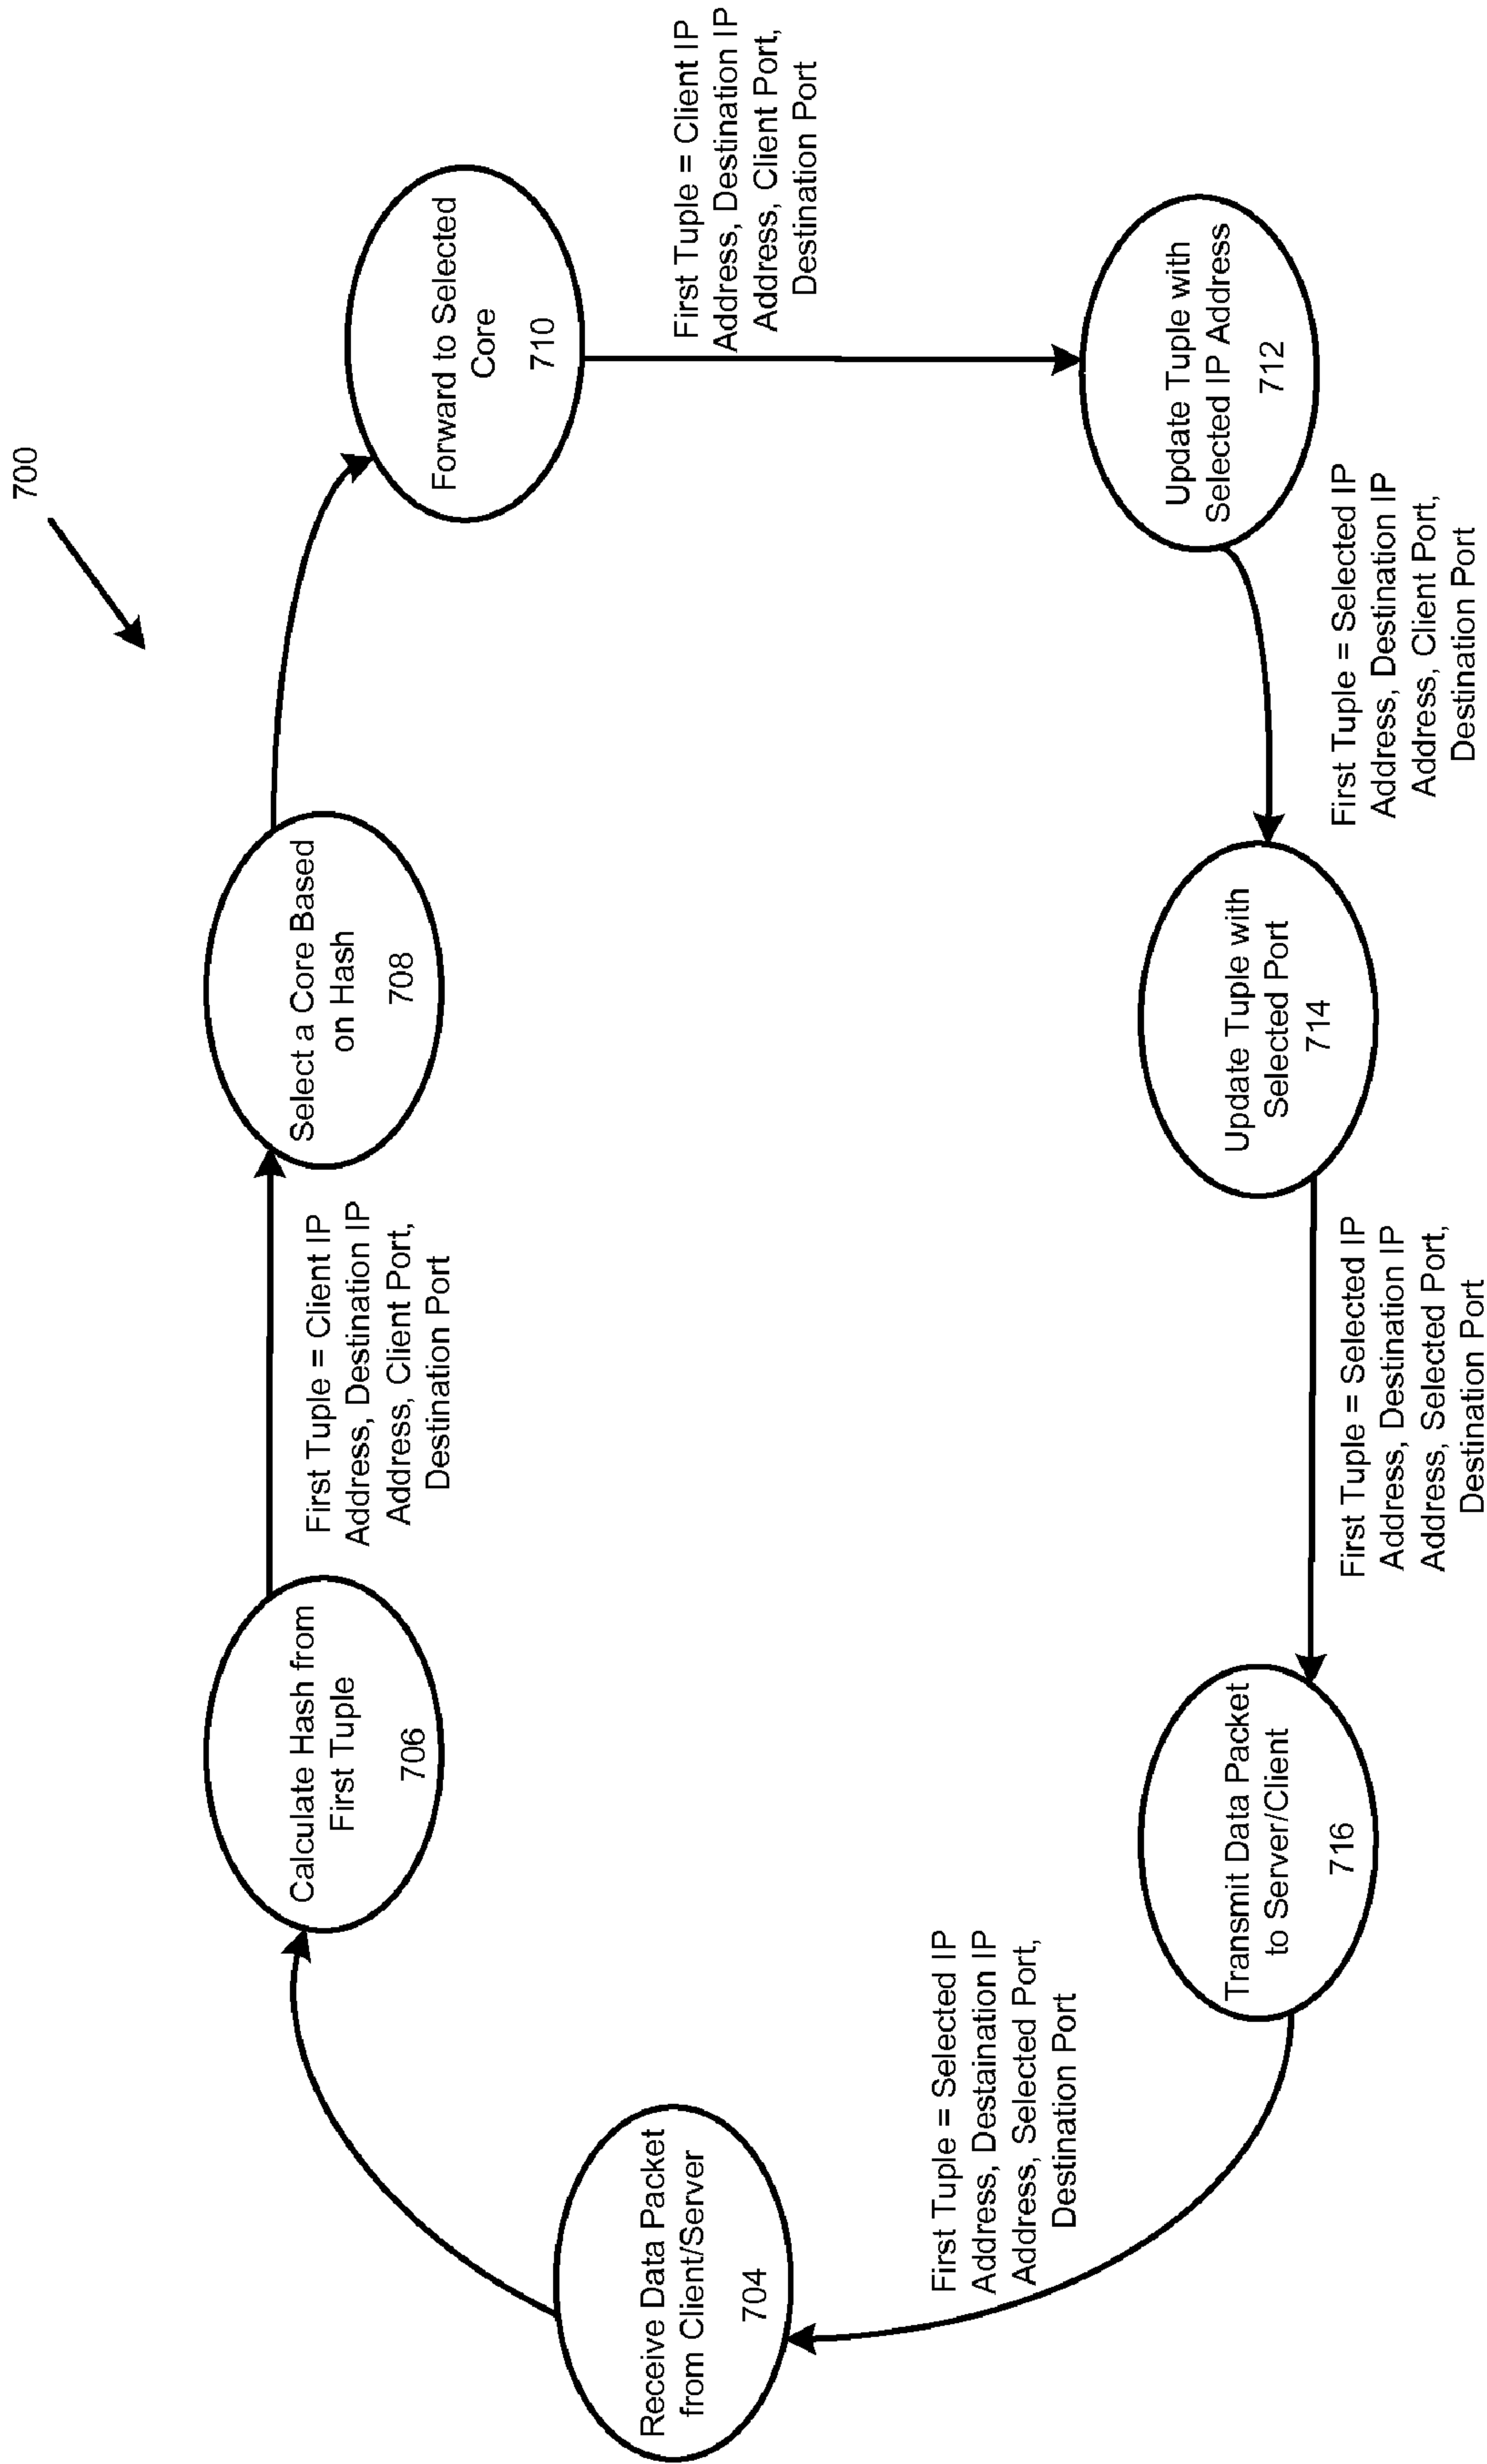 700
Receive Data Packet
from Client/Server
704
Calculate Hash from
First Tuple
706
First Tuple = Client IP
Address, Destination IP
Address, Client Port,
Destination Port
Select a Core Based
on Hash
708
Forward to Selected
Core
710
First Tuple = Client IP
Address, Destination IP
Address, Client Port,
Destination Port
Update Tuple with
Selected IP Address
712
First Tuple = Selected IP
Address, Destination IP
Address, Client Port,
Destination Port
Update Tuple with
Selected Port
714
First Tuple = Selected IP
Address, Destination IP
Address, Selected Port,
Destination Port
Transmit Data Packet
to Server/Client
716
First Tuple = Selected IP
Address, Destaination IP
Address, Selected Port,
Destination Port